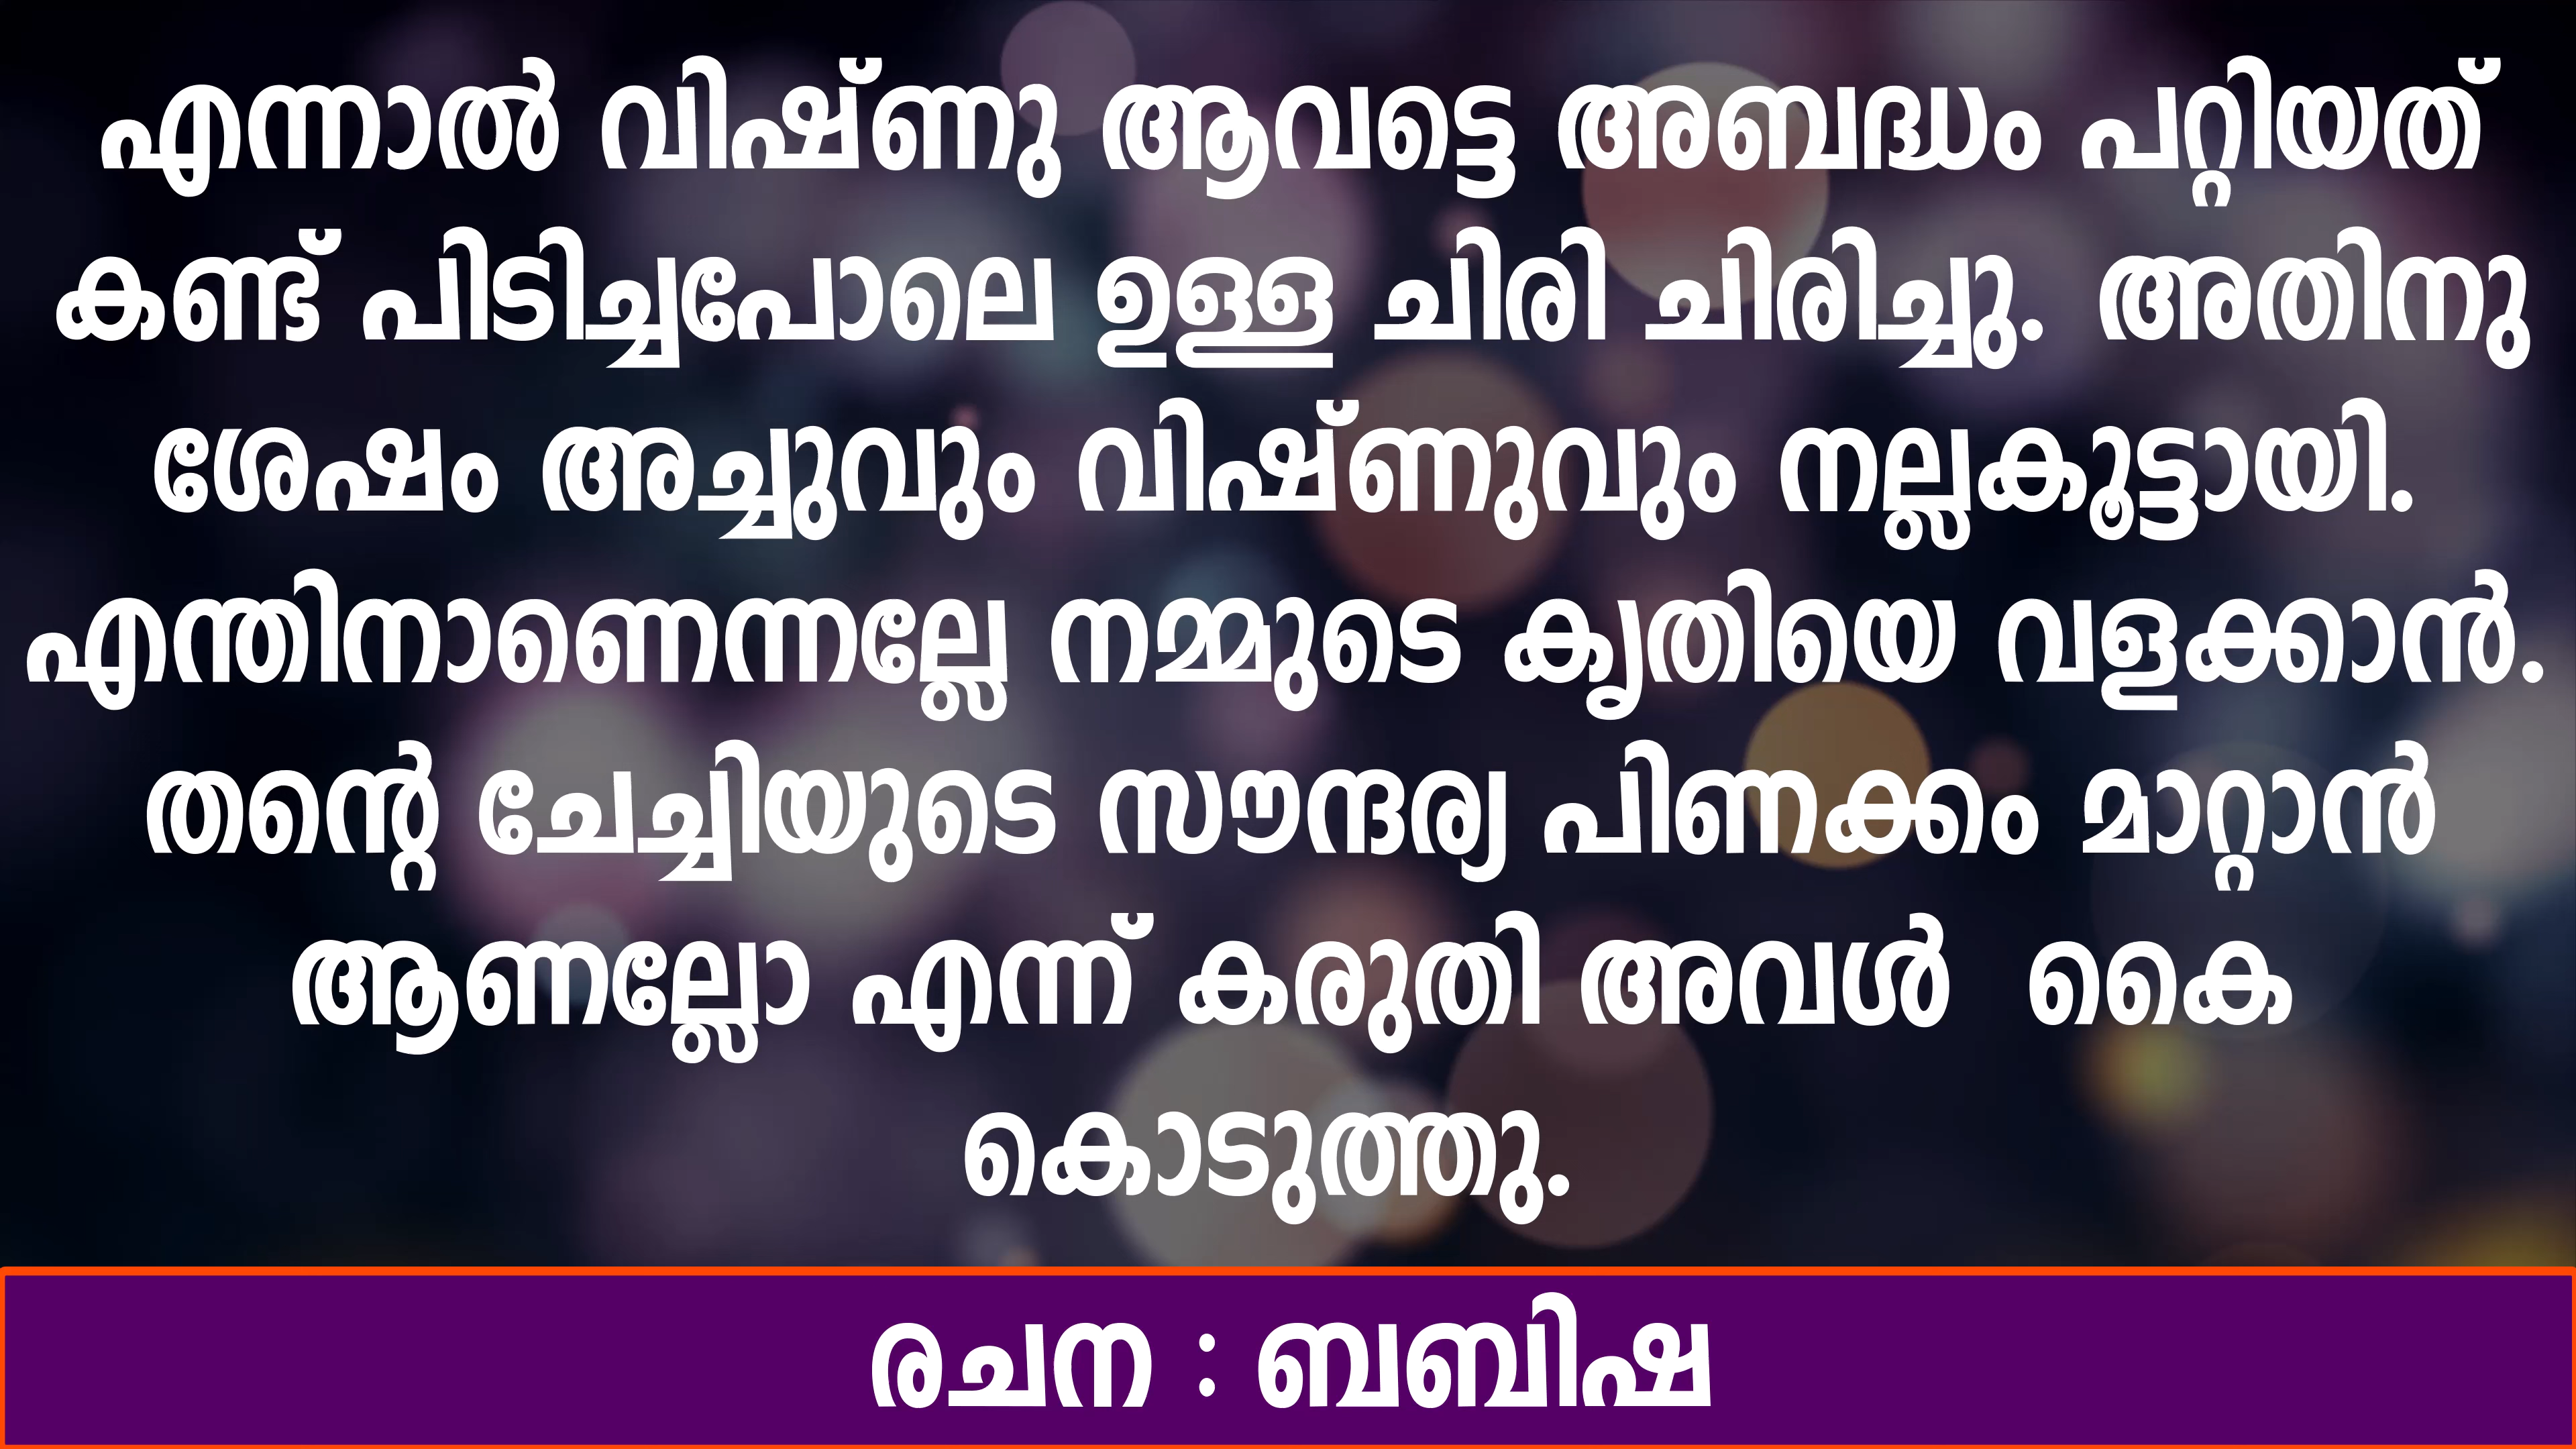 എന്നാൽ വിഷ്ണു ആവട്ടെ അബദ്ധം പറ്റിയത്
കണ്ട് പിടിച്ചപോലെ ഉള്ള ചിരി ചിരിച്ചു. അതിനു
ശേഷം അച്ചുവും വിഷ്ണുവും നല്ലകൂട്ടായി.
എന്തിനാണെന്നല്ലേ നമ്മുടെ കൃതിയെ വളക്കാൻ.
തന്റെ ചേച്ചിയുടെ സൗന്ദര്യ പിണക്കം മാറ്റാൻ
ആണല്ലോ എന്ന് കരുതി അവൾ കൈ
കൊടുത്തു.
രചന : ബബിഷ